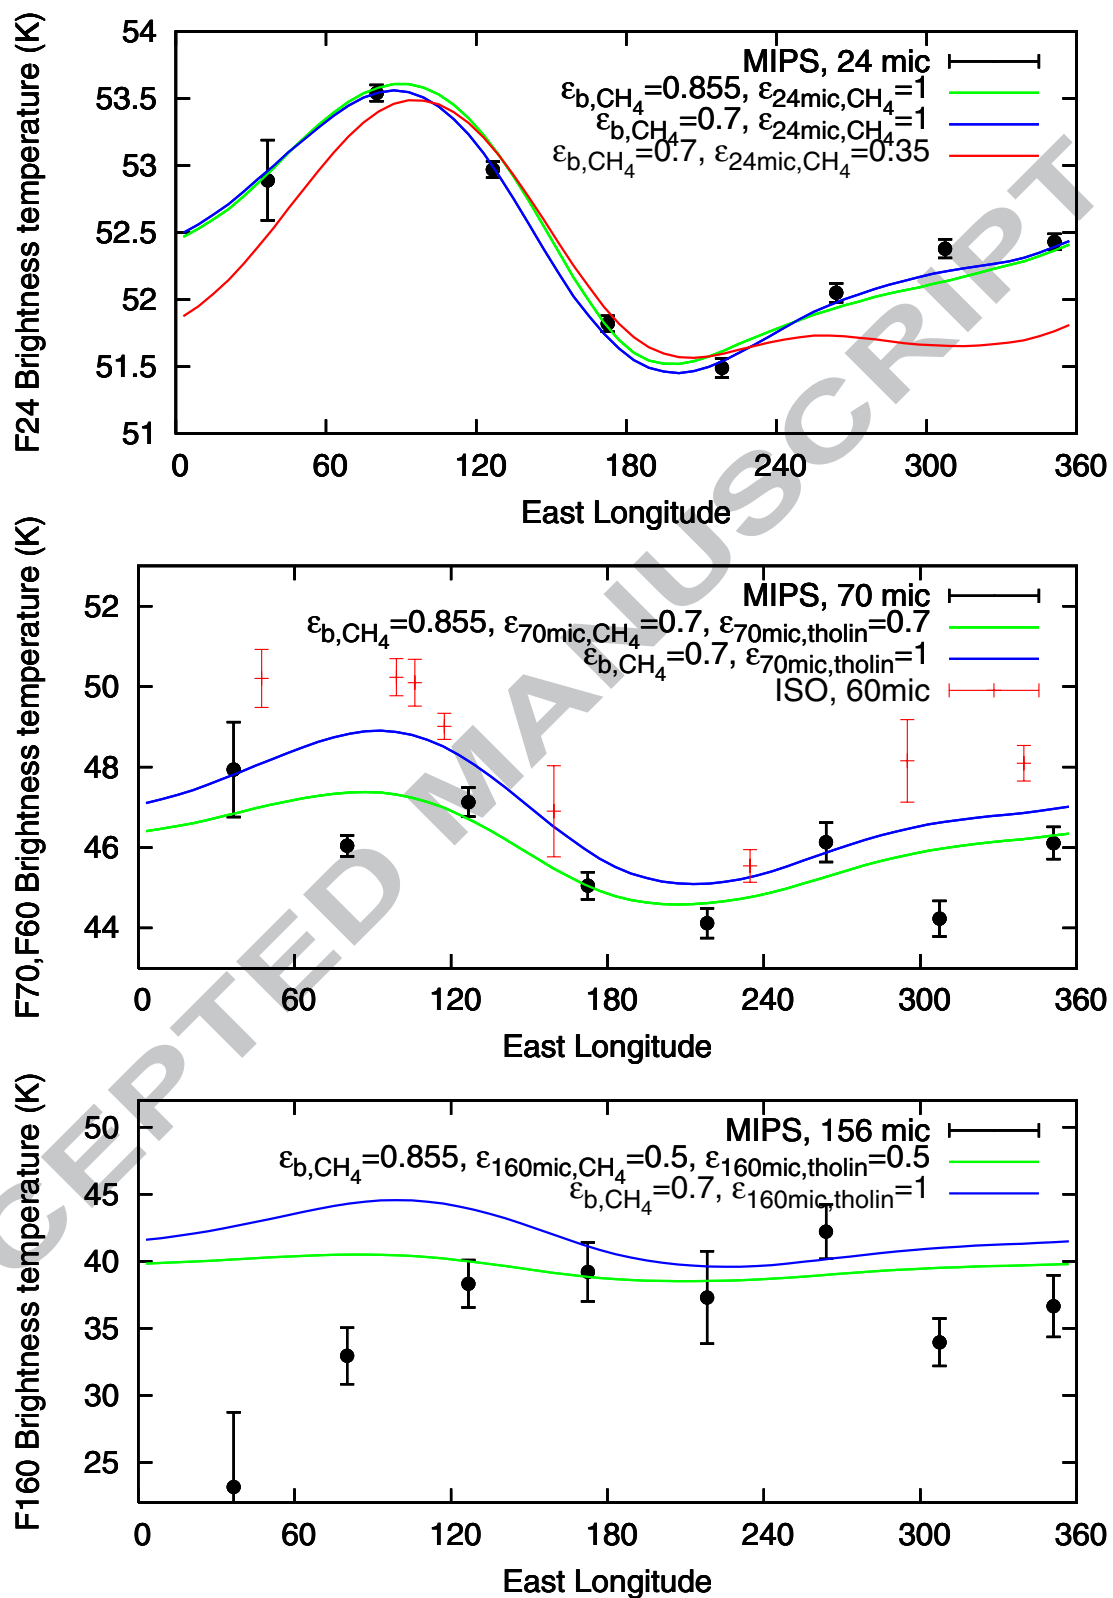 F24 Brightness temperature (K)
54
53.5
53
52.5
52
51.5
51
MIPS, 24 mic
εb,CH4=0.855, ε24mic,CH4=1
εb,CH4=0.7, ε24mic,CH4=1
εb,CH4=0.7, ε24mic,CH4=0.35
0 60 120 180 240 300 360
East Longitude
F70,F60 Brightness temperature (K)
52
50
48
46
44
MIPS, 70 mic
εb,CH4=0.855, ε70mic,CH4=0.7, ε70mic,tholin=0.7
εb,CH4=0.7, ε70mic,tholin=1
ISO, 60mic
0 60 120 180 240 300 360
East Longitude
F160 Brightness temperature (K)
50
45
40
35
30
25
MIPS, 156 mic
εb,CH4=0.855, ε160mic,CH4=0.5, ε160mic,tholin=0.5
εb,CH4=0.7, ε160mic,tholin=1
0 60 120 180 240 300 360
East Longitude
CEPTED MANUSCRIPT